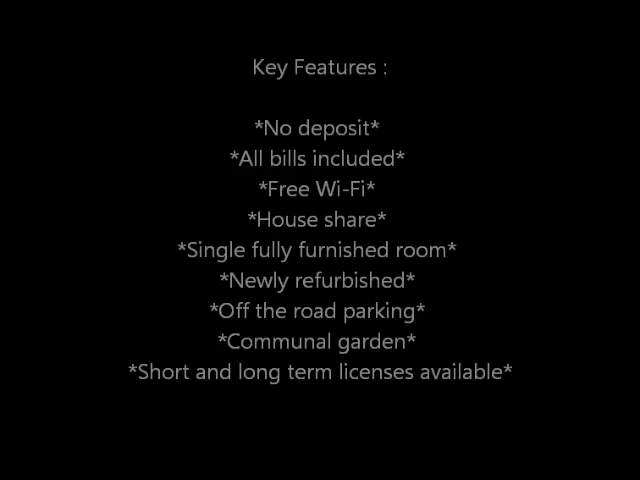 Key Features :
*No deposit*
*All bills included*
*Free Wi-Fi*
*House share*
*Single fully furnished room*
*Newly refurbished*
*Off the road parking*
*Communal garden*
*Short and long term licenses available*